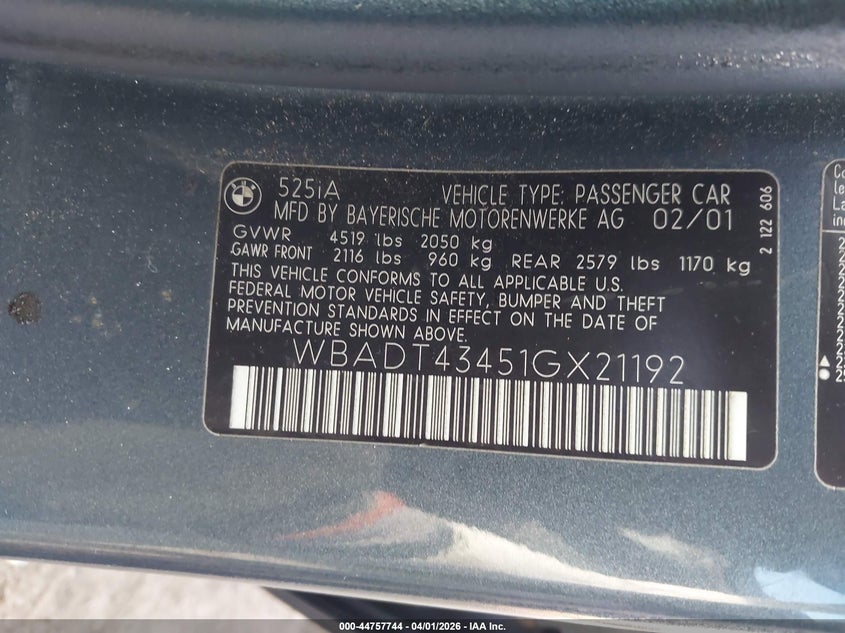 525iA VEHICLE TYPE: PASSENGER CAR
MFD BY BAYERISCHE MOTORENWERKE AG 02/01
GVWR 4519 lbs 2050 kg
GAWR FRONT 2116 lbs 960 kg REAR 2579 lbs 1170 kg
THIS VEHICLE CONFORMS TO ALL APPLICABLE U.S.
FEDERAL MOTOR VEHICLE SAFETY, BUMPER AND THEFT
PREVENTION STANDARDS IN EFFECT ON THE DATE OF
MANUFACTURE SHOWN ABOVE.
WBADT43451GX21192
2 122 606
000-44757744 - 04/01/2026 - IAA Inc.